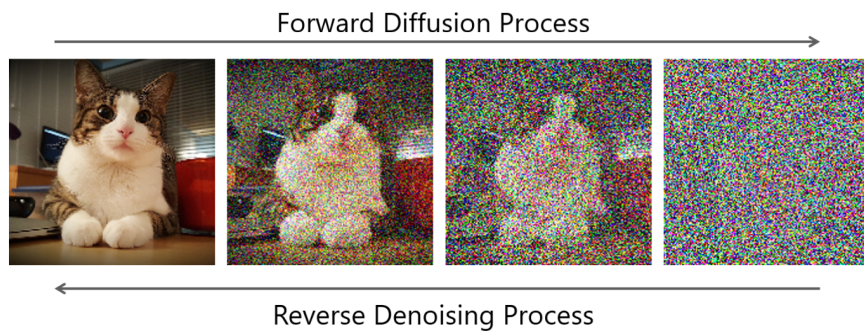 Forward Diffusion Process
Reverse Denoising Process